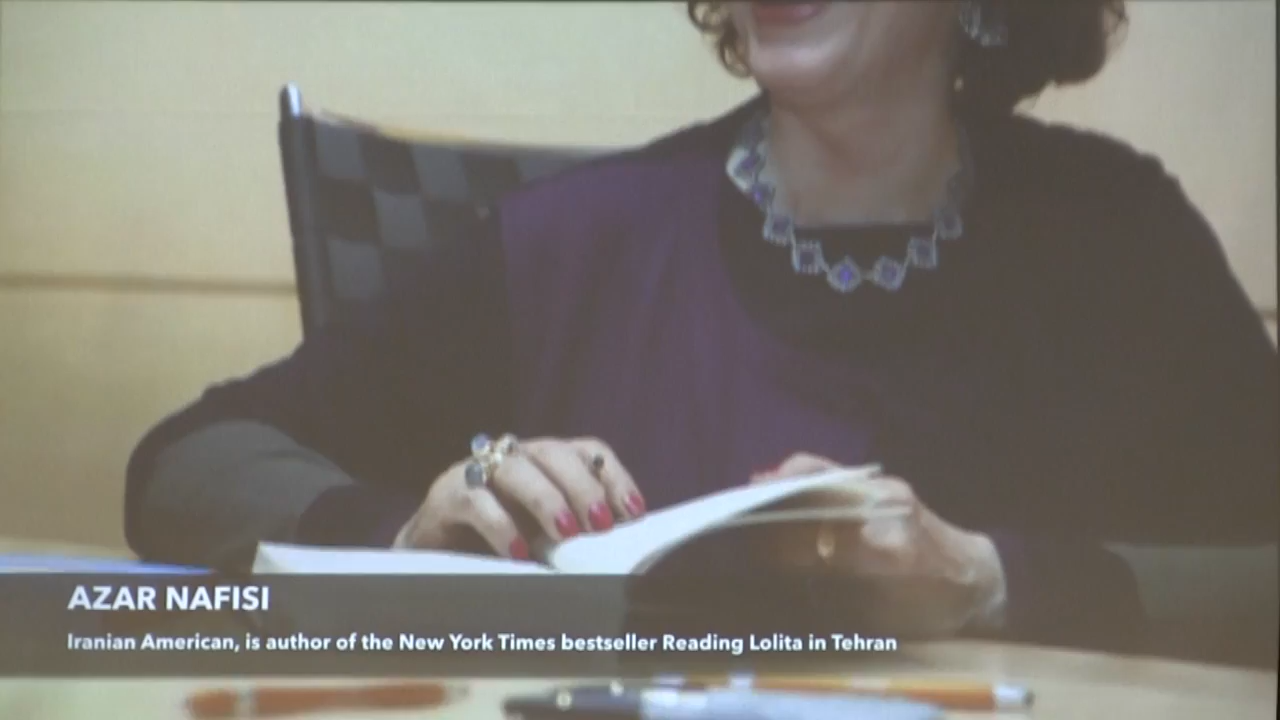 AZAR NAFISI
Iranian American, is author of the New York Times bestseller Reading Lolita in Tehran